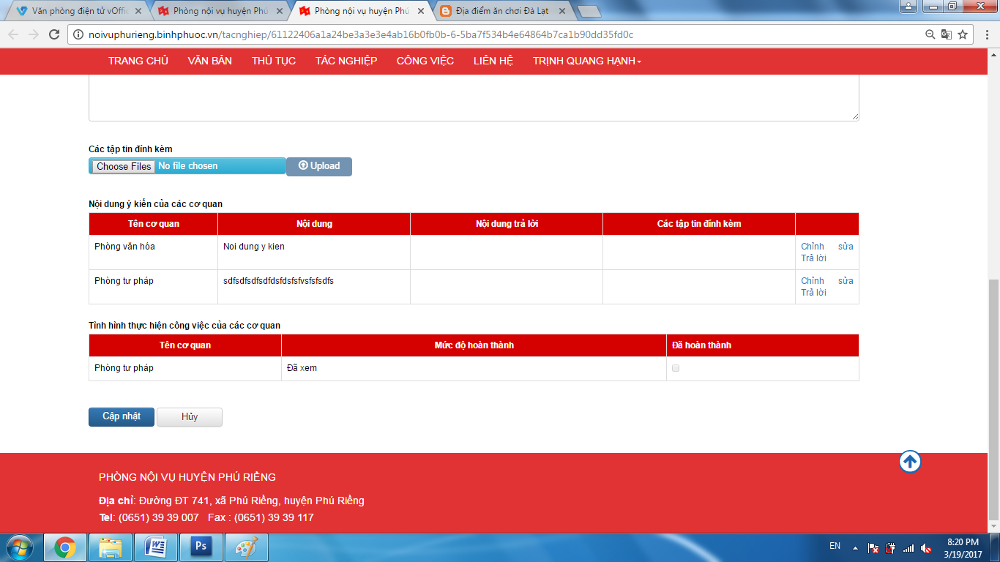 Văn phòng điện tử vOffic
Phòng nội vụ huyện Phú
Phòng nội vụ huyện Phú
Địa điểm ăn chơi Đà Lạt
noivuphurieng.binhphuoc.vn/tacnghiep/61122406a1a24be3a3e3e4ab16b0fb0b-6-5ba7f534b4e64864b7ca1b90dd35fd0c
TRANG CHỦ VĂN BẢN THỦ TỤC TÁC NGHIỆP CÔNG VIỆC LIÊN HỆ TRỊNH QUANG HẠNH
Các tập tin đính kèm
Choose Files No file chosen Upload
Nội dung ý kiến của các cơ quan
Tên cơ quan Nội dung Nội dung trả lời Các tập tin đính kèm
Phòng văn hóa Noi dung y kien Chỉnh sửa
Trả lời
Phòng tư pháp sdfsdfsdfsdfdsfdsfsfvsfsfsdfs Chỉnh sửa
Trả lời
Tình hình thực hiện công việc của các cơ quan
Tên cơ quan Mức độ hoàn thành Đã hoàn thành
Phòng tư pháp Đã xem
Cập nhật Hủy
PHÒNG NỘI VỤ HUYỆN PHÚ RIỀNG
Địa chỉ: Đường ĐT 741, xã Phú Riềng, huyện Phú Riềng
Tel: (0651) 39 39 007 Fax : (0651) 39 39 117
Ps
EN
8:20 PM
3/19/2017